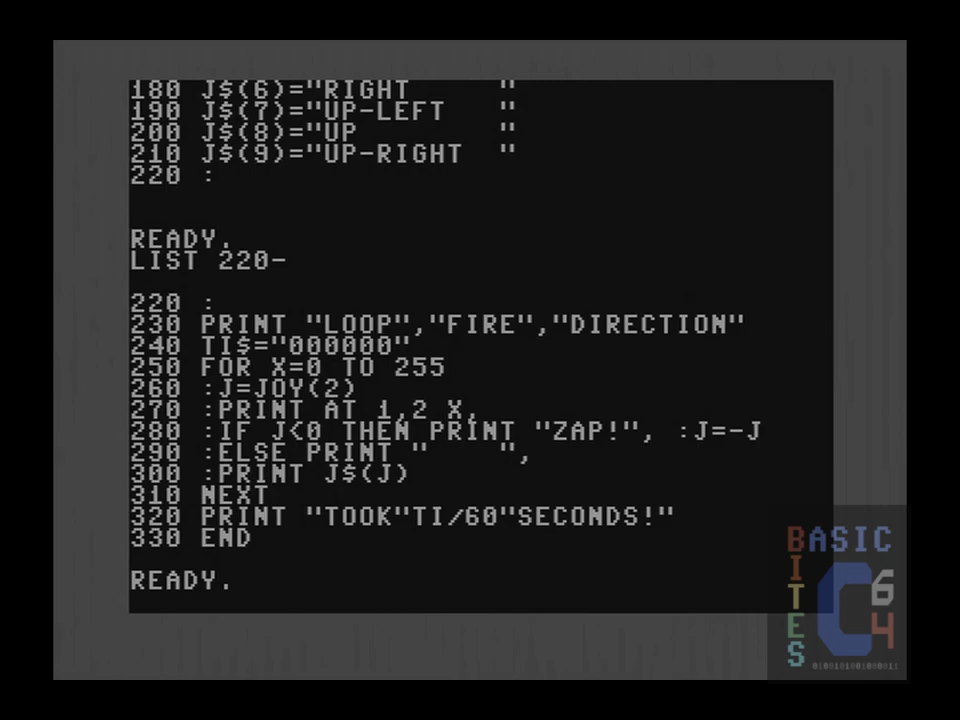 180 J$(6)="RIGHT     "
190 J$(7)="UP-LEFT   "
200 J$(8)="UP        "
210 J$(9)="UP-RIGHT  "
220 :
READY.
LIST 220-
220 :
230 PRINT "LOOP","FIRE","DIRECTION"
240 TI$="000000"
250 FOR X=0 TO 255
260 :J=JOY(2)
270 :PRINT AT 1,2 X,
280 :IF J<0 THEN PRINT "ZAP!", :J=-J
290 :ELSE PRINT "    ",
300 :PRINT J$(J)
310 NEXT
320 PRINT "TOOK"TI/60"SECONDS!"
330 END
READY.
BASIC
BITES
C64
0100101001000011